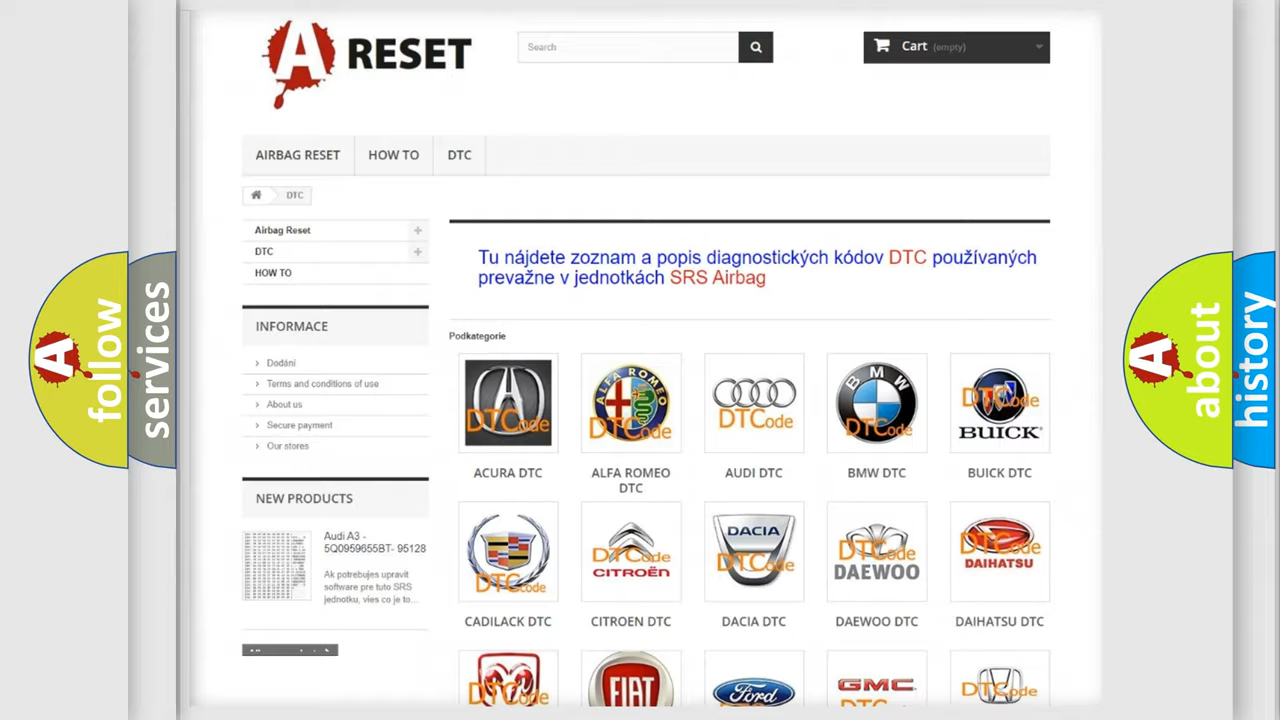 A RESET
Search
Cart (empty)
AIRBAG RESET
HOW TO
DTC
DTC
Airbag Reset
DTC
HOW TO
INFORMACE
Dodání
Terms and conditions of use
About us
Secure payment
Our stores
NEW PRODUCTS
Audi A3 -
5Q0959655BT- 95128
Ak potrebujes upravit
software pre tuto SRS
jednotku, vies co je to...
Tu nájdete zoznam a popis diagnostických kódov DTC používaných
prevažne v jednotkách SRS Airbag
Podkategorie
DTCode
ALFA ROMEO
DTCode
DTCode
BMW
DTCode
DTCode
BUICK
ACURA DTC
ALFA ROMEO
DTC
AUDI DTC
BMW DTC
BUICK DTC
DTCode
DTCode
CITROËN
DACIA
DTCode
DTCode
DAEWOO
DTCode
DAIHATSU
CADILACK DTC
CITROEN DTC
DACIA DTC
DAEWOO DTC
DAIHATSU DTC
DTCode
FIAT
Ford
GMC
DTCode
A follow
services
A about
history